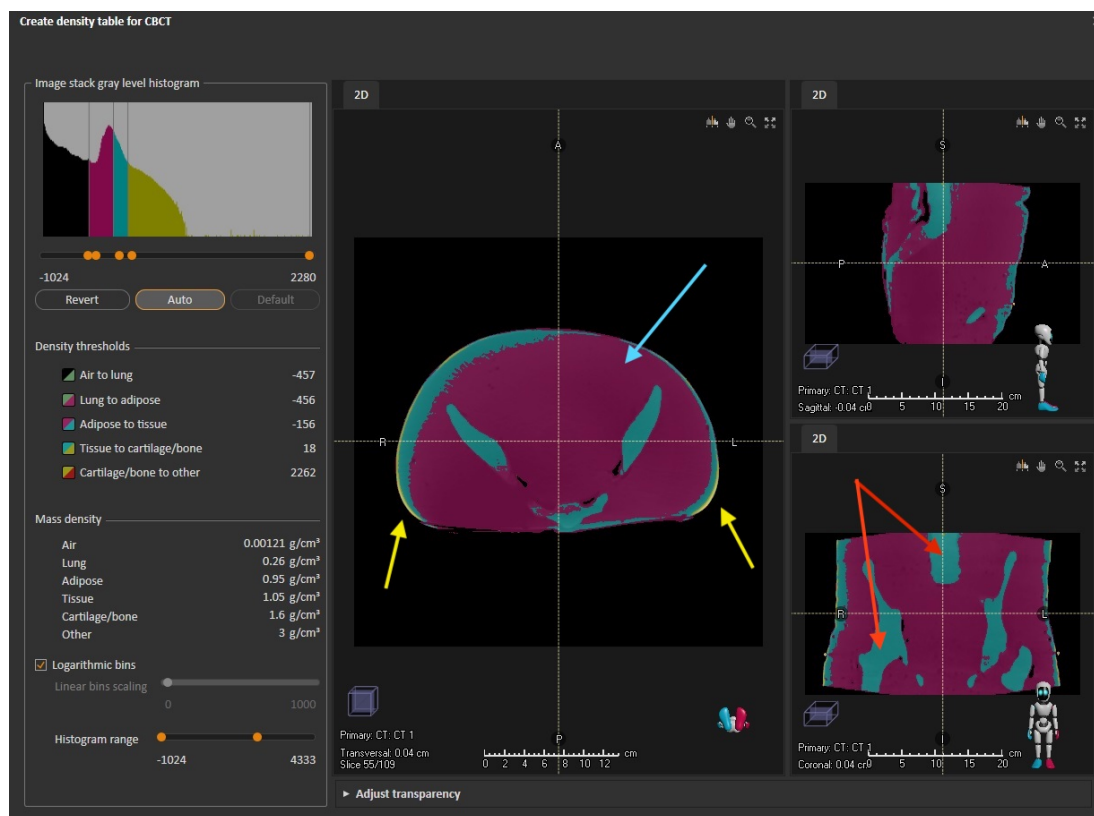 Create density table for CBCT
Image stack gray level histogram
-1024 2280
Revert Auto Default
Density thresholds
Air to lung -457
Lung to adipose -456
Adipose to tissue -156
Tissue to cartilage/bone 18
Cartilage/bone to other 2262
Mass density
Air 0.00121 g/cm³
Lung 0.26 g/cm³
Adipose 0.95 g/cm³
Tissue 1.05 g/cm³
Cartilage/bone 1.6 g/cm³
Other 3 g/cm³
Logarithmic bins
Linear bins scaling
0 1000
Histogram range
-1024 4333
2D
A
R L
P
Primary: CT: CT 1
Transversal: 0.04 cm
Slice 55/109
0 2 4 6 8 10 12 cm
Adjust transparency
2D
S
P A
I
Primary: CT: CT 1
Sagittal: -0.04 cm
0 5 10 15 20 cm
2D
S
R L
I
Primary: CT: CT 1
Coronal: 0.04 cm
0 5 10 15 20 cm